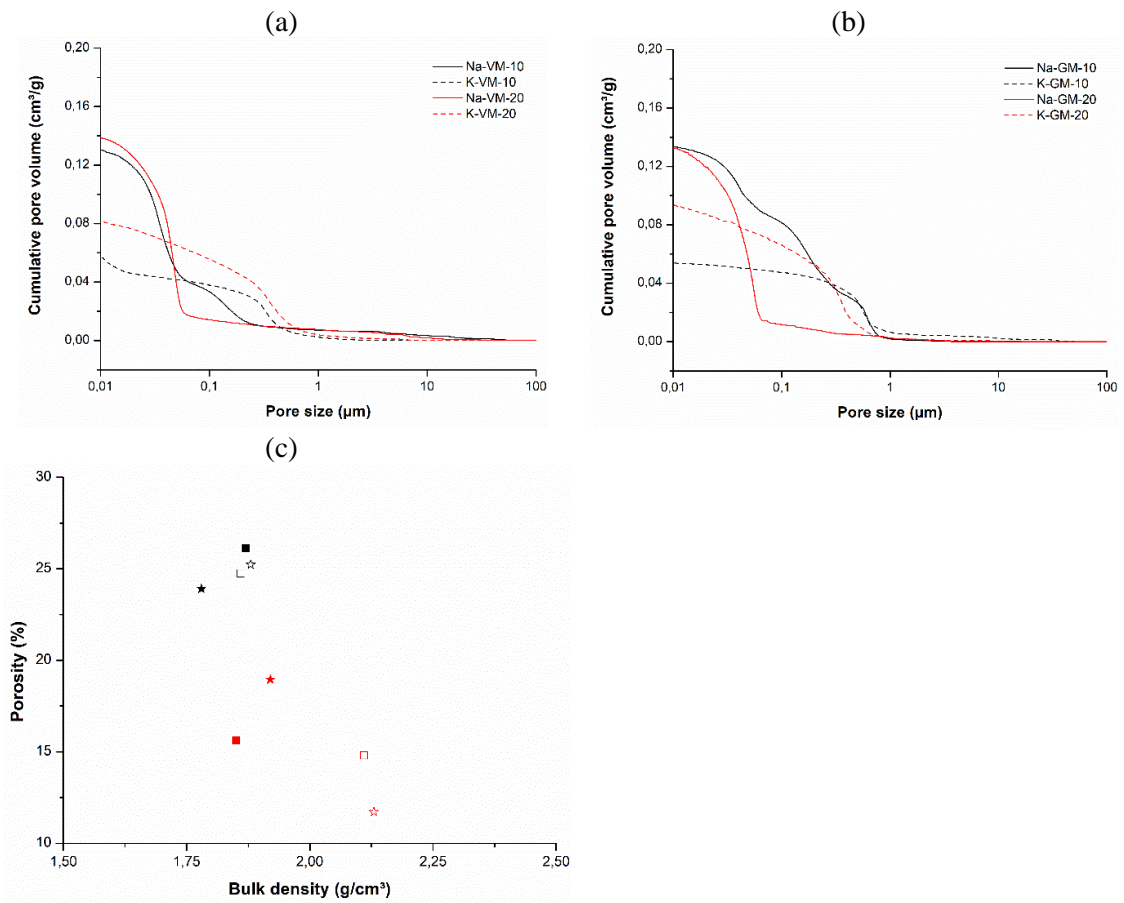 (a)
0,20
0,16
0,12
0,08
0,04
0,00
Cumulative pore volume (cm³/g)
Na-VM-10
K-VM-10
Na-VM-20
K-VM-20
0,01
0,1
1
10
100
Pore size (µm)
(b)
0,20
0,16
0,12
0,08
0,04
0,00
Cumulative pore volume (cm³/g)
Na-GM-10
K-GM-10
Na-GM-20
K-GM-20
0,01
0,1
1
10
100
Pore size (µm)
(c)
30
25
20
15
10
Porosity (%)
1,50
1,75
2,00
2,25
2,50
Bulk density (g/cm³)